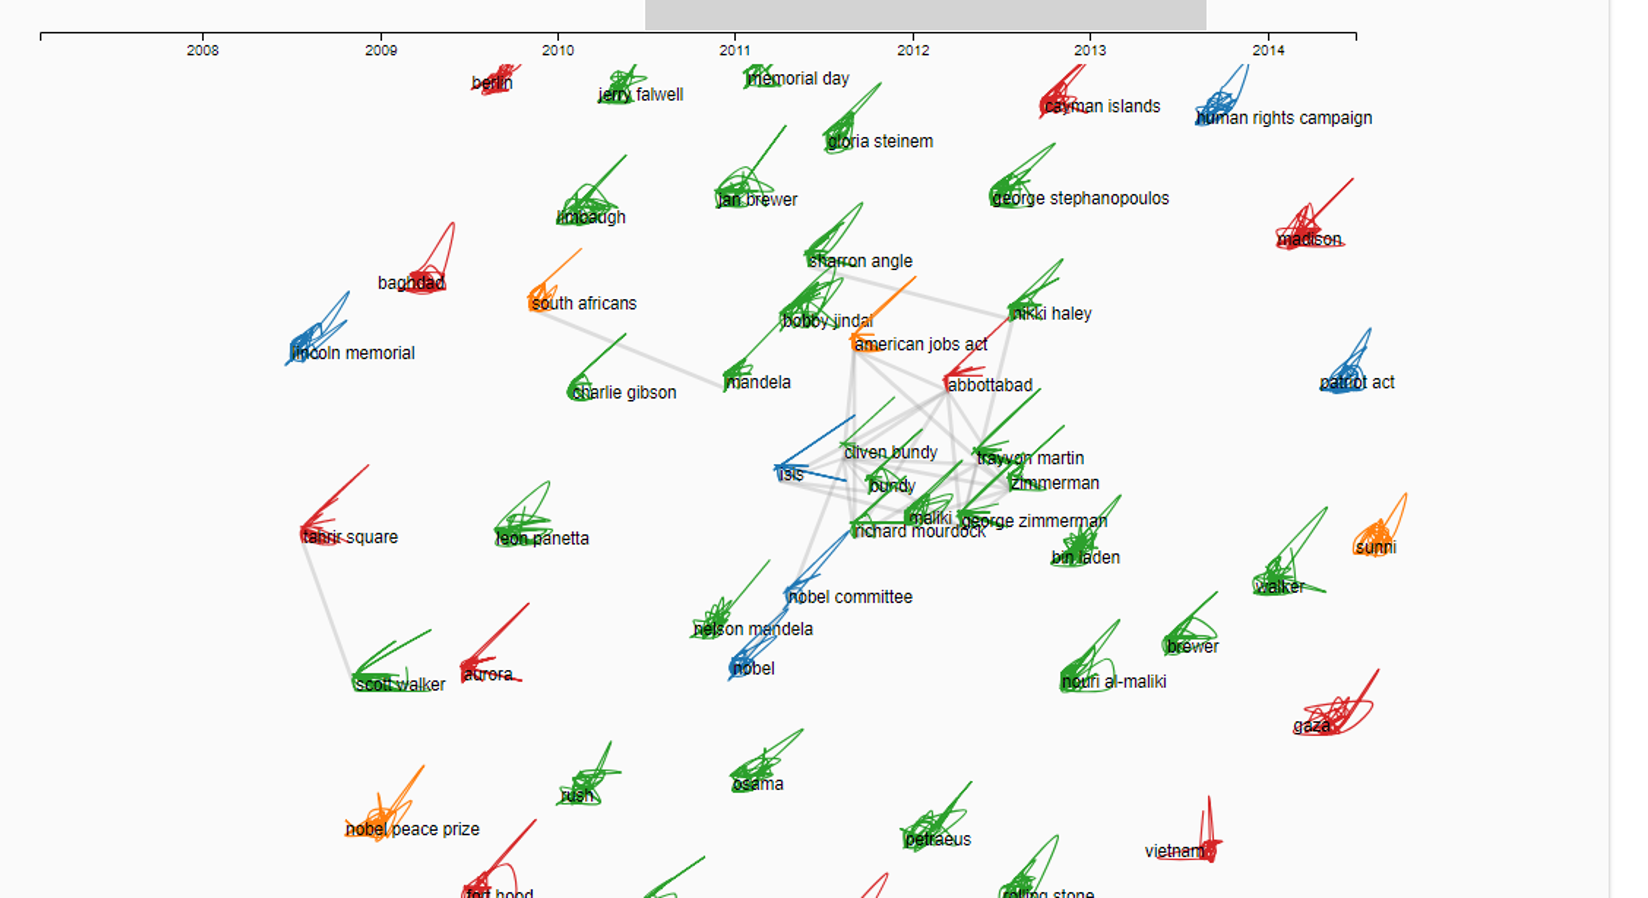 2008 2009 2010 2011 2012 2013 2014
berlin
jerry falwell
memorial day
cayman islands
human rights campaign
gloria steinem
jan brewer
george stephanopoulos
limbaugh
madison
sharron angle
baghdad
south africans
nikki haley
bobby jindal
american jobs act
lincoln memorial
mandela
abbottabad
patriot act
charlie gibson
cliven bundy
trayvon martin
isis
bundy
zimmerman
maliki
george zimmerman
richard mourdock
tahrir square
leon panetta
sunni
bin laden
walker
nobel committee
nelson mandela
brewer
nobel
aurora
scott walker
nouri al-maliki
gaza
osama
rush
nobel peace prize
petraeus
vietnam
fort hood
rolling stone